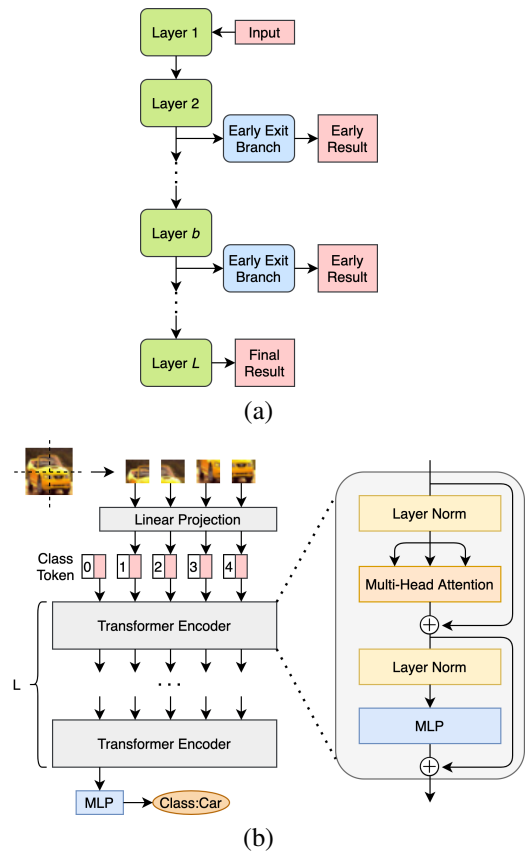 Layer 1
Input
Layer 2
Early Exit
Branch
Early
Result
Layer b
Early Exit
Branch
Early
Result
Layer L
Final
Result
(a)
Linear Projection
Class
Token
0
1
2
3
4
Transformer Encoder
L
Transformer Encoder
MLP
Class:Car
Layer Norm
Multi-Head Attention
Layer Norm
MLP
(b)